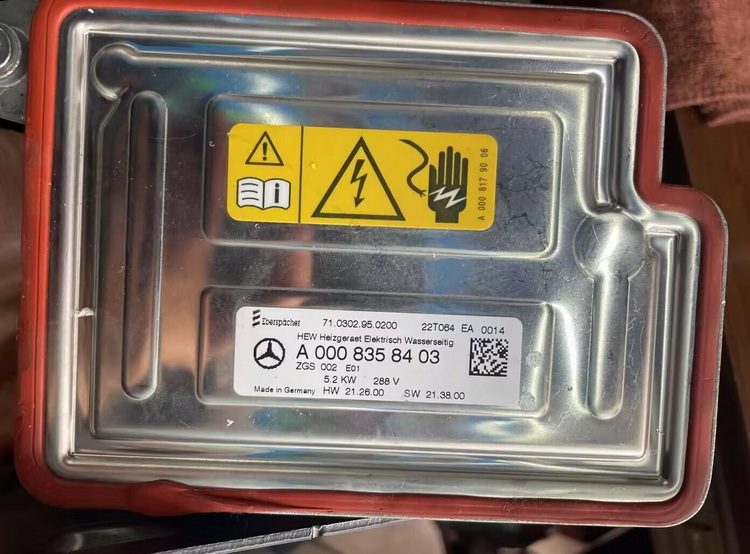 A 000 817 90 06
Eberspächer 71.0302.95.0200 22T064 EA 0014
HEW Heizgeraet Elektrisch Wasserseitig
A 000 835 84 03
ZGS 002 E01
5.2 KW 288 V
Made in Germany HW 21.26.00 SW 21.38.00